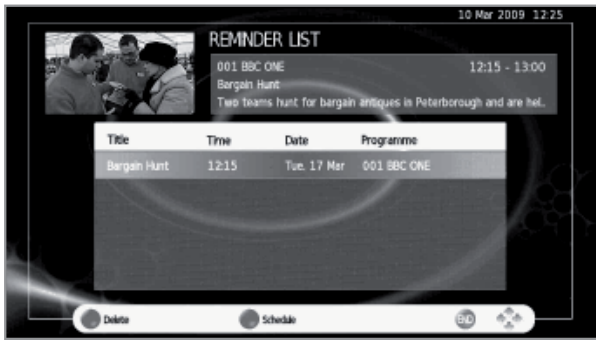 10 Mar 2009 12:25
REMINDER LIST
001 BBC ONE 12:15 - 13:00
Bargain Hunt
Two teams hunt for bargain antiques in Peterborough and are hel..
Title Time Date Programme
Bargain Hunt 12:15 Tue. 17 Mar 001 BBC ONE
Delete Schedule END